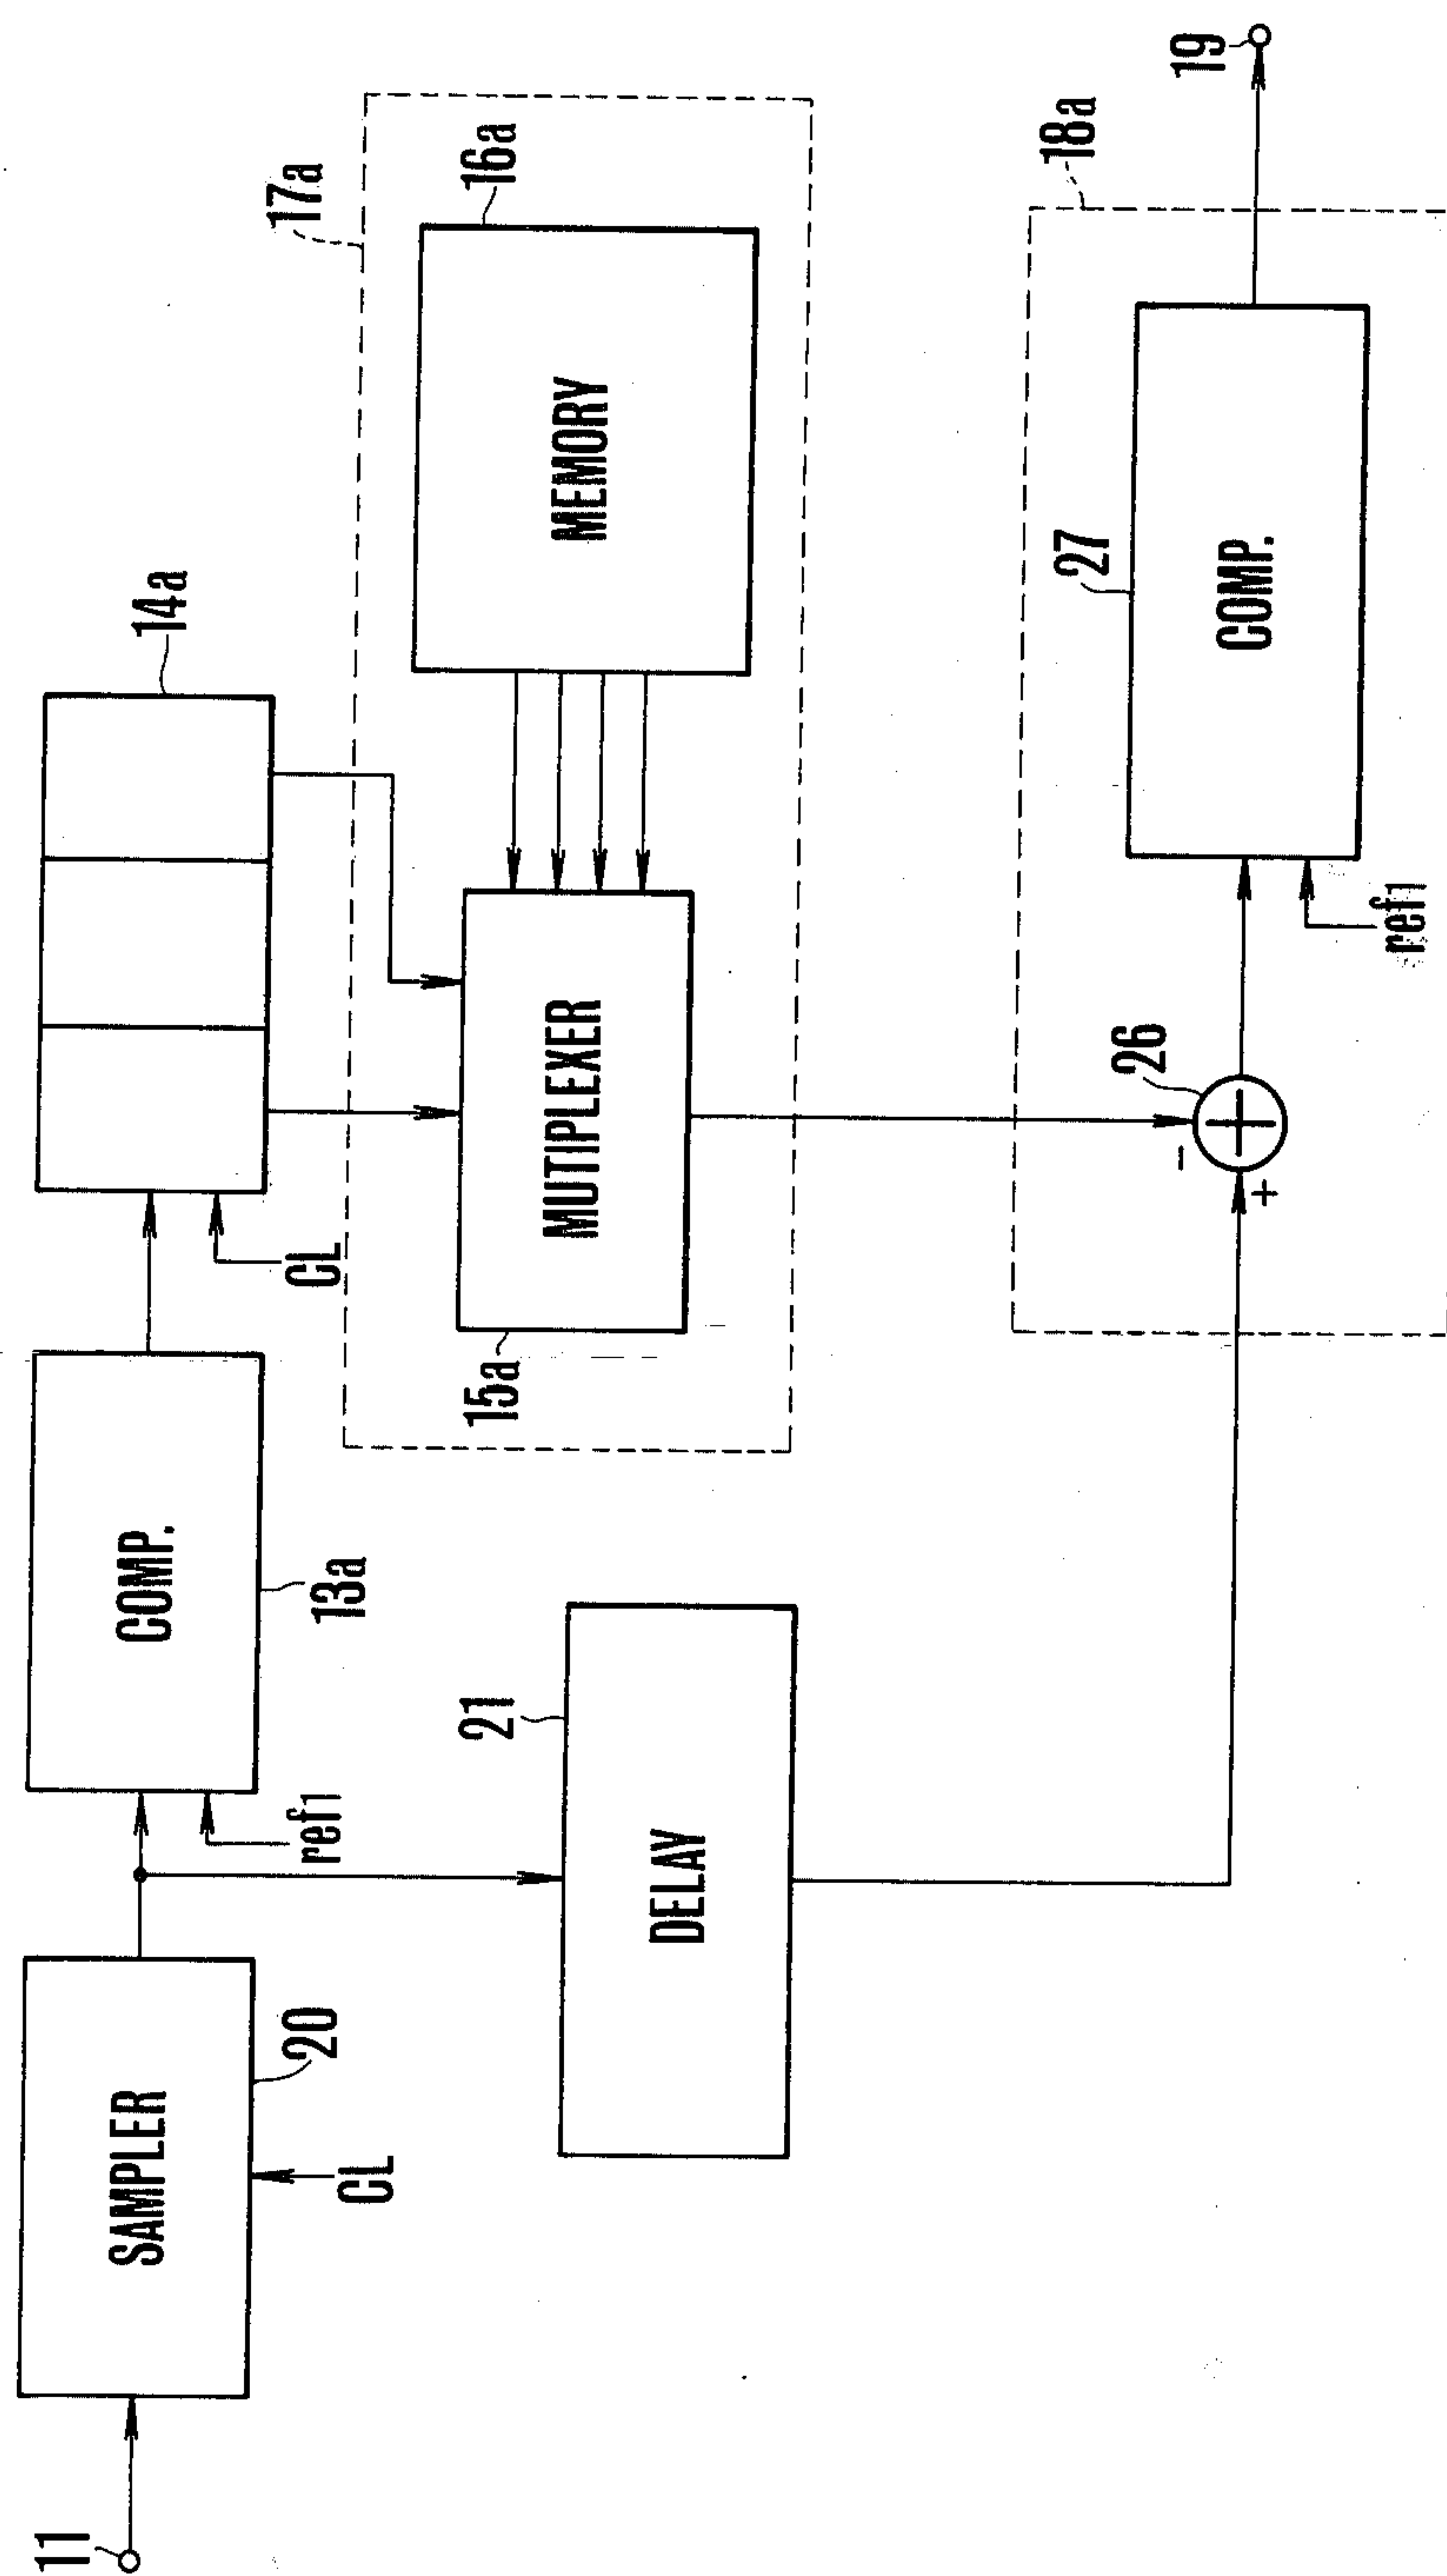 11
SAMPLER
20
CL
ref1
COMP.
13a
CL
14a
17a
15a
MUTIPLEXER
MEMORY
16a
21
DELAY
18a
-
+
26
27
COMP.
ref1
19